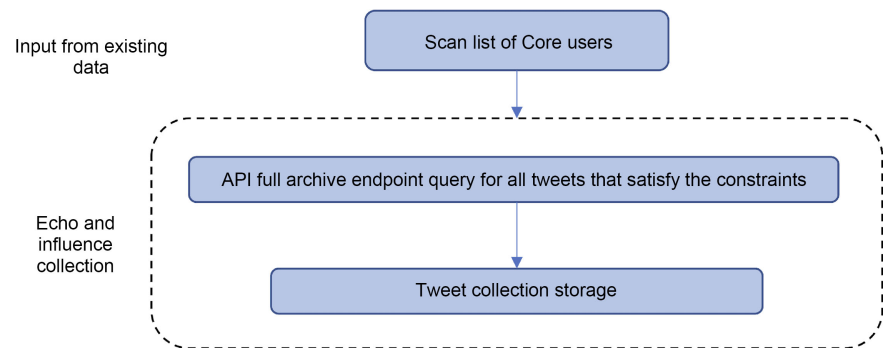 Input from existing
data
Scan list of Core users
API full archive endpoint query for all tweets that satisfy the constraints
Echo and
influence
collection
Tweet collection storage